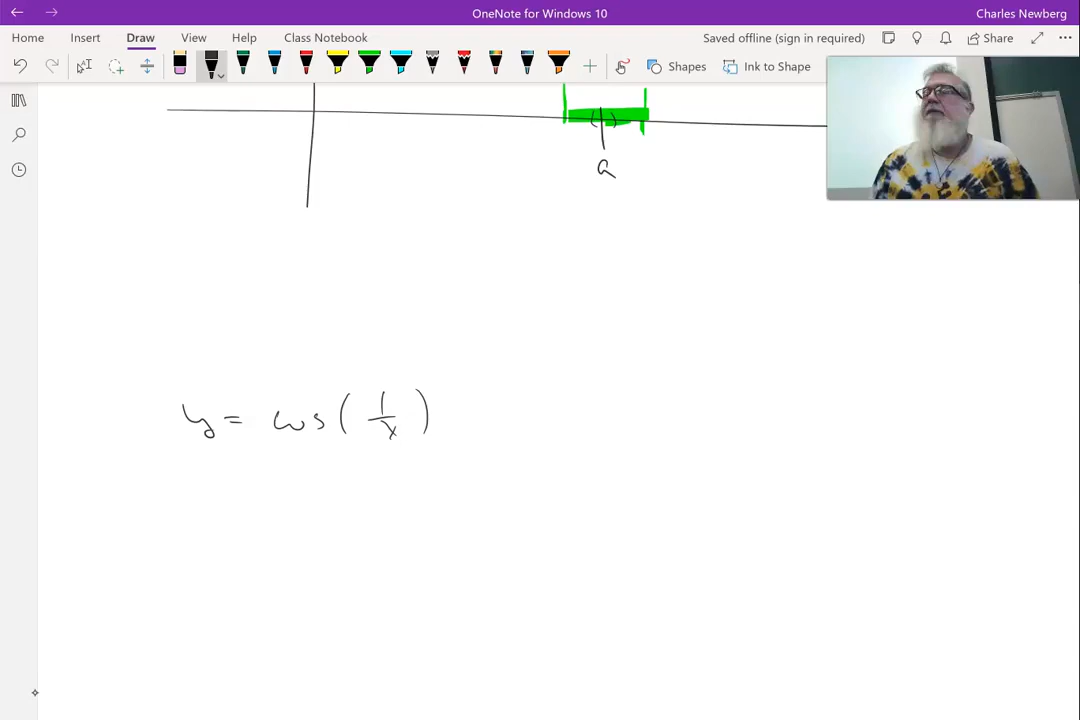 OneNote for Windows 10
Charles Newberg
Home Insert Draw View Help Class Notebook
Saved offline (sign in required)
Share
Shapes
Ink to Shape
a
y = cos(1/x)